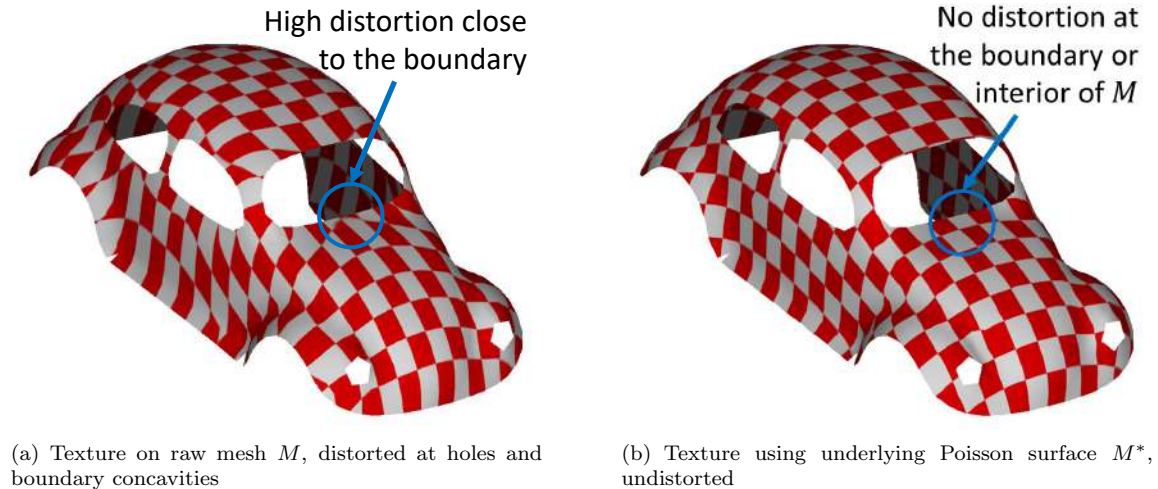 High distortion close
to the boundary
No distortion at
the boundary or
interior of M
(a) Texture on raw mesh M, distorted at holes and
boundary concavities
(b) Texture using underlying Poisson surface M*,
undistorted